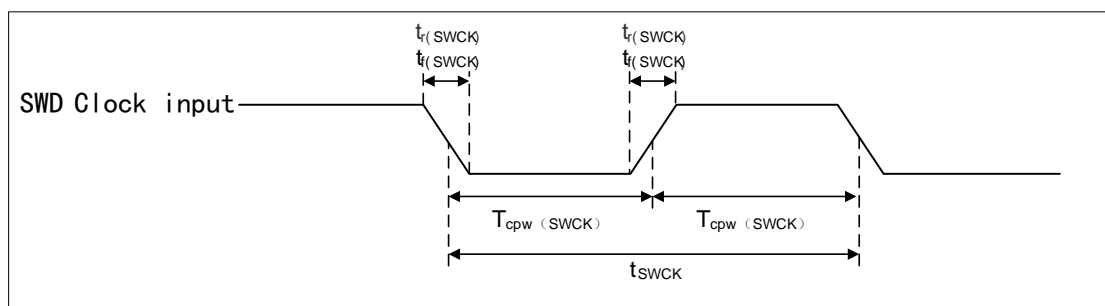 tr(SWCK) tr(SWCK)
tf(SWCK) tf(SWCK)
SWD Clock input
Tcpw（SWCK） Tcpw（SWCK）
tSWCK